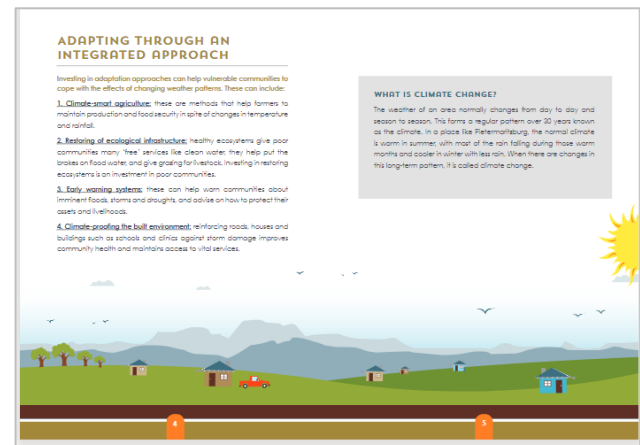 ADAPTING THROUGH AN
INTEGRATED APPROACH
Investing in adaptation approaches can help vulnerable communities to
cope with the effects of changing weather patterns. These can include:
1. Climate-smart agriculture: these are methods that help farmers to
maintain production and food security in spite of changes in temperature
and rainfall.
2. Restoring of ecological infrastructure: healthy ecosystems give poor
communities many "free" services like clean water; they help put the
brakes on flood water, and give grazing for livestock. Investing in restoring
ecosystems is an investment in poor communities.
3. Early warning systems: these can help warn communities about
imminent floods, storms and droughts, and advise on how to protect their
assets and livelihoods.
4. Climate-proofing the built environment: reinforcing roads, houses and
buildings such as schools and clinics against storm damage improves
community health and maintains access to vital services.
WHAT IS CLIMATE CHANGE?
The weather of an area normally changes from day to day and
season to season. This forms a regular pattern over 30 years known
as the climate. In a place like Pietermaritsburg, the normal climate
is warm in summer, with most of the rain falling during those warm
months and cooler in winter with less rain. When there are changes in
this long-term pattern, it is called climate change.
4
5